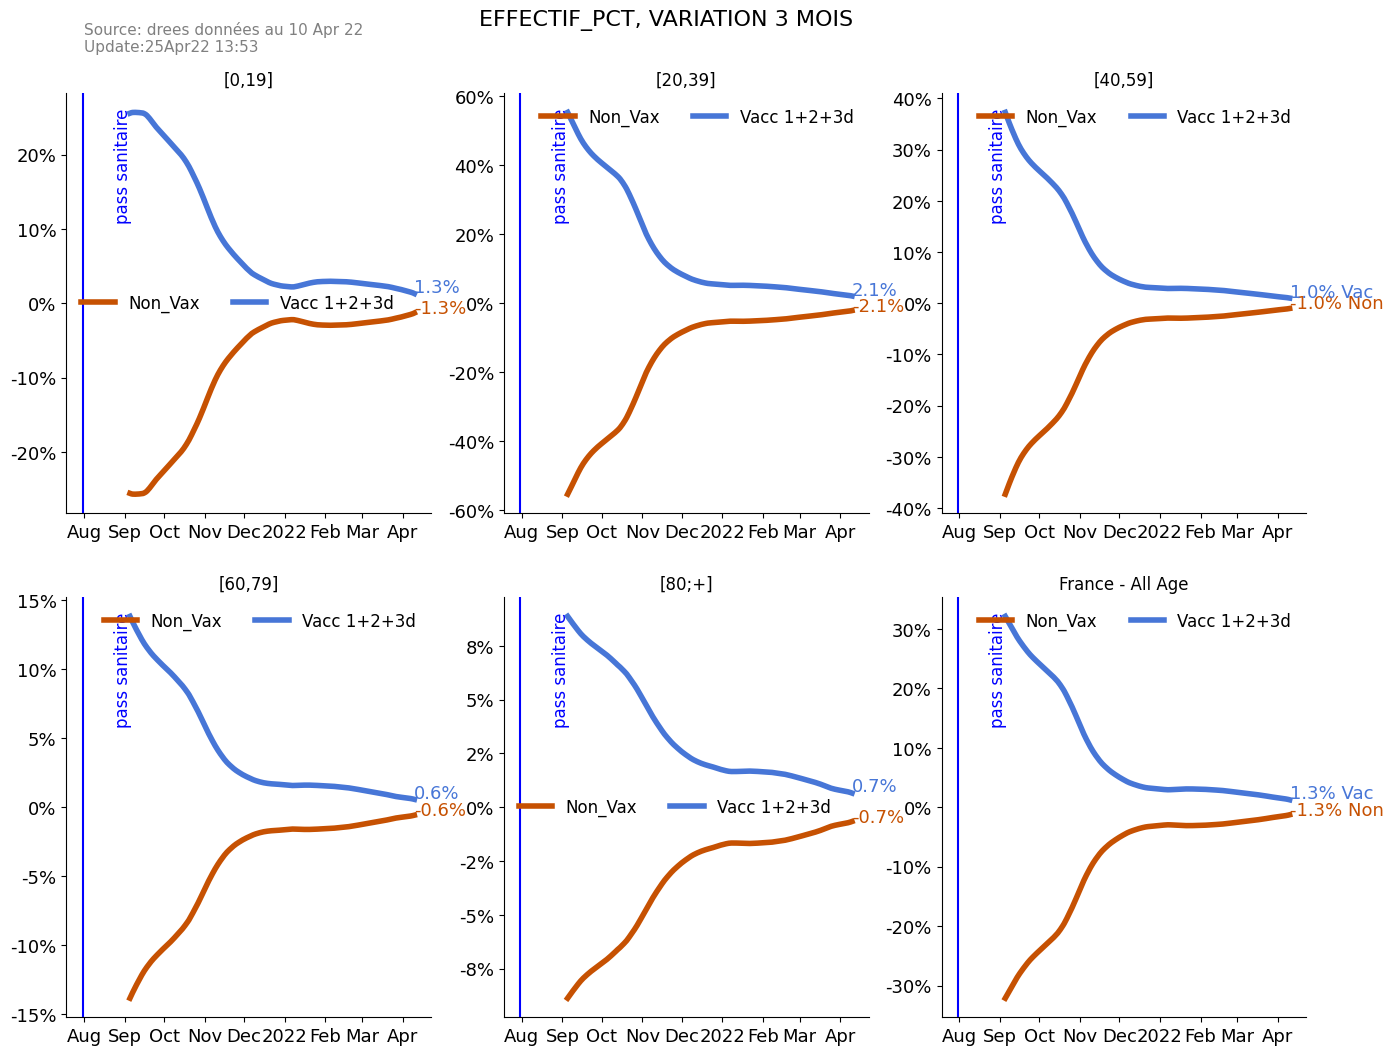 EFFECTIF_PCT, VARIATION 3 MOIS
Source: drees données au 10 Apr 22
Update:25Apr22 13:53
[0,19]
20%
10%
0%
-10%
-20%
pass sanitaire
Non_Vax
Vacc 1+2+3d
1.3%
-1.3%
Aug Sep Oct Nov Dec 2022 Feb Mar Apr
[20,39]
60%
40%
20%
0%
-20%
-40%
-60%
pass sanitaire
Non_Vax
Vacc 1+2+3d
2.1%
-2.1%
Aug Sep Oct Nov Dec 2022 Feb Mar Apr
[40,59]
40%
30%
20%
10%
0%
-10%
-20%
-30%
-40%
pass sanitaire
Non_Vax
Vacc 1+2+3d
1.0% Vac
-1.0% Non
Aug Sep Oct Nov Dec 2022 Feb Mar Apr
[60,79]
15%
10%
5%
0%
-5%
-10%
-15%
pass sanitaire
Non_Vax
Vacc 1+2+3d
0.6%
-0.6%
Aug Sep Oct Nov Dec 2022 Feb Mar Apr
[80;+]
8%
5%
2%
0%
-2%
-5%
-8%
pass sanitaire
Non_Vax
Vacc 1+2+3d
0.7%
-0.7%
Aug Sep Oct Nov Dec 2022 Feb Mar Apr
France - All Age
30%
20%
10%
0%
-10%
-20%
-30%
pass sanitaire
Non_Vax
Vacc 1+2+3d
1.3% Vac
-1.3% Non
Aug Sep Oct Nov Dec 2022 Feb Mar Apr